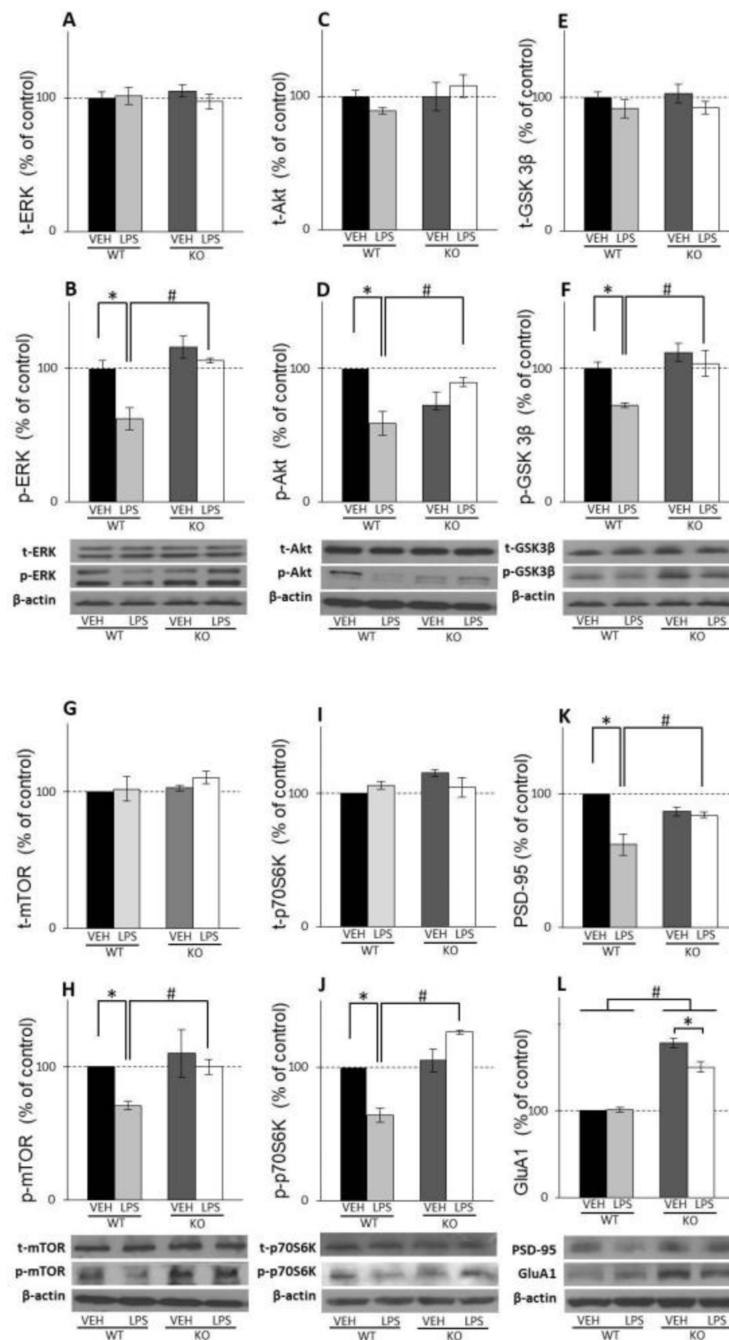 A
t-ERK (% of control)
100
0
VEH LPS
WT
VEH LPS
KO
C
t-Akt (% of control)
100
0
VEH LPS
WT
VEH LPS
KO
E
t-GSK 3β (% of control)
100
0
VEH LPS
WT
VEH LPS
KO
B
* #
p-ERK (% of control)
100
0
VEH LPS
WT
VEH LPS
KO
t-ERK
p-ERK
β-actin
VEH LPS VEH LPS
WT KO
D
* #
p-Akt (% of control)
100
0
VEH LPS
WT
VEH LPS
KO
t-Akt
p-Akt
β-actin
VEH LPS VEH LPS
WT KO
F
* #
p-GSK 3β (% of control)
100
0
VEH LPS
WT
VEH LPS
KO
t-GSK3β
p-GSK3β
β-actin
VEH LPS VEH LPS
WT KO
G
t-mTOR (% of control)
100
0
VEH LPS
WT
VEH LPS
KO
I
t-p70S6K (% of control)
100
0
VEH LPS
WT
VEH LPS
KO
K
* #
PSD-95 (% of control)
100
0
VEH LPS
WT
VEH LPS
KO
H
* #
p-mTOR (% of control)
100
0
VEH LPS
WT
VEH LPS
KO
t-mTOR
p-mTOR
β-actin
VEH LPS VEH LPS
WT KO
J
* #
p-p70S6K (% of control)
100
0
VEH LPS
WT
VEH LPS
KO
t-p70S6K
p-p70S6K
β-actin
VEH LPS VEH LPS
WT KO
L
#
*
GluA1 (% of control)
100
0
VEH LPS
WT
VEH LPS
KO
PSD-95
GluA1
β-actin
VEH LPS VEH LPS
WT KO